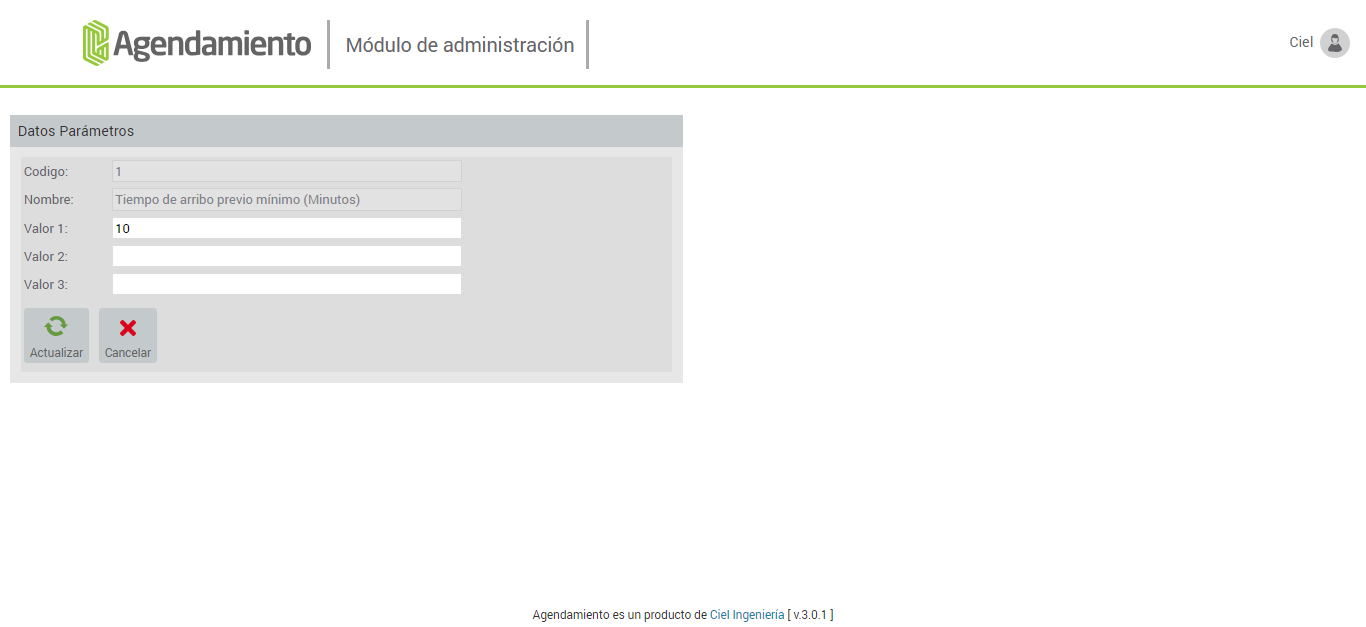 Agendamiento
Módulo de administración
Ciel
Datos Parámetros
Codigo: 1
Nombre: Tiempo de arribo previo mínimo (Minutos)
Valor 1: 10
Valor 2:
Valor 3:
Actualizar Cancelar
Agendamiento es un producto de Ciel Ingeniería [ v.3.0.1 ]